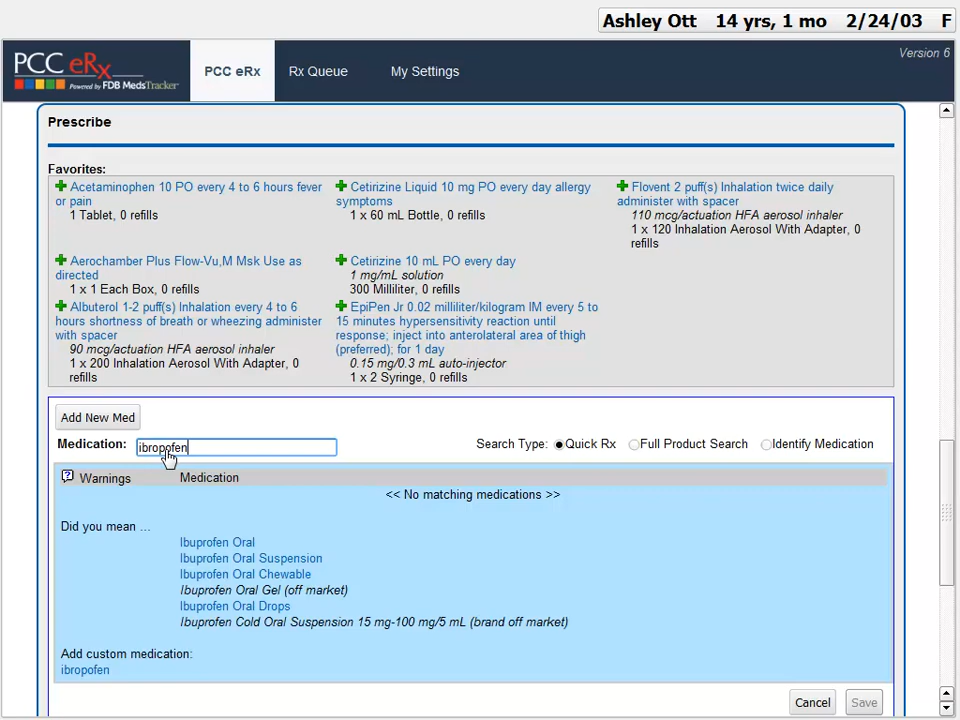 Ashley Ott 14 yrs, 1 mo 2/24/03 F
PCC eRx
Powered by FDB MedsTracker
PCC eRx Rx Queue My Settings Version 6
Prescribe
Favorites:
Acetaminophen 10 PO every 4 to 6 hours fever
or pain
1 Tablet, 0 refills
Cetirizine Liquid 10 mg PO every day allergy
symptoms
1 x 60 mL Bottle, 0 refills
Flovent 2 puff(s) Inhalation twice daily
administer with spacer
110 mcg/actuation HFA aerosol inhaler
1 x 120 Inhalation Aerosol With Adapter, 0
refills
Aerochamber Plus Flow-Vu,M Msk Use as
directed
1 x 1 Each Box, 0 refills
Cetirizine 10 mL PO every day
1 mg/mL solution
300 Milliliter, 0 refills
Albuterol 1-2 puff(s) Inhalation every 4 to 6
hours shortness of breath or wheezing administer
with spacer
90 mcg/actuation HFA aerosol inhaler
1 x 200 Inhalation Aerosol With Adapter, 0
refills
EpiPen Jr 0.02 milliliter/kilogram IM every 5 to
15 minutes hypersensitivity reaction until
response; inject into anterolateral area of thigh
(preferred); for 1 day
0.15 mg/0.3 mL auto-injector
1 x 2 Syringe, 0 refills
Add New Med
Medication: ibropofen Search Type: Quick Rx Full Product Search Identify Medication
? Warnings Medication
<< No matching medications >>
Did you mean ...
Ibuprofen Oral
Ibuprofen Oral Suspension
Ibuprofen Oral Chewable
Ibuprofen Oral Gel (off market)
Ibuprofen Oral Drops
Ibuprofen Cold Oral Suspension 15 mg-100 mg/5 mL (brand off market)
Add custom medication:
ibropofen
Cancel Save